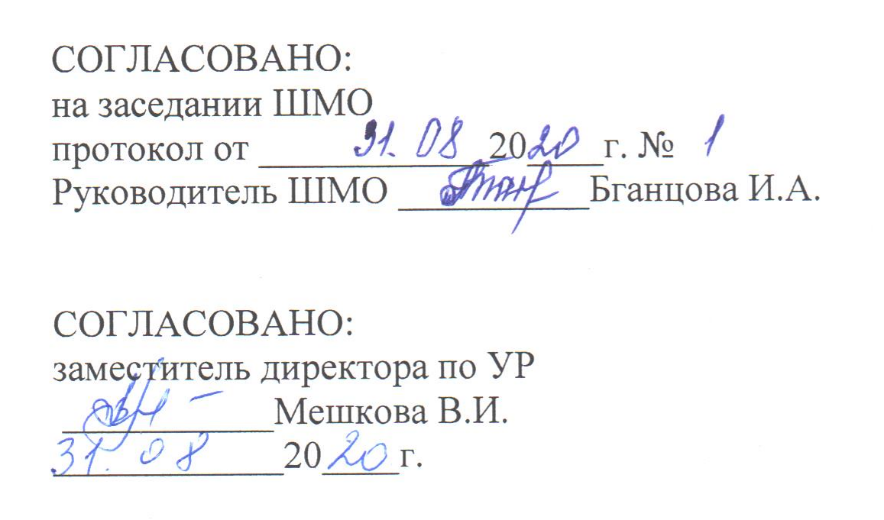 СОГЛАСОВАНО:
на заседании ШМО
протокол от 31.08 2020 г. № 1
Руководитель ШМО Бганцова И.А.
СОГЛАСОВАНО:
заместитель директора по УР
Мешкова В.И.
31.08 2020 г.